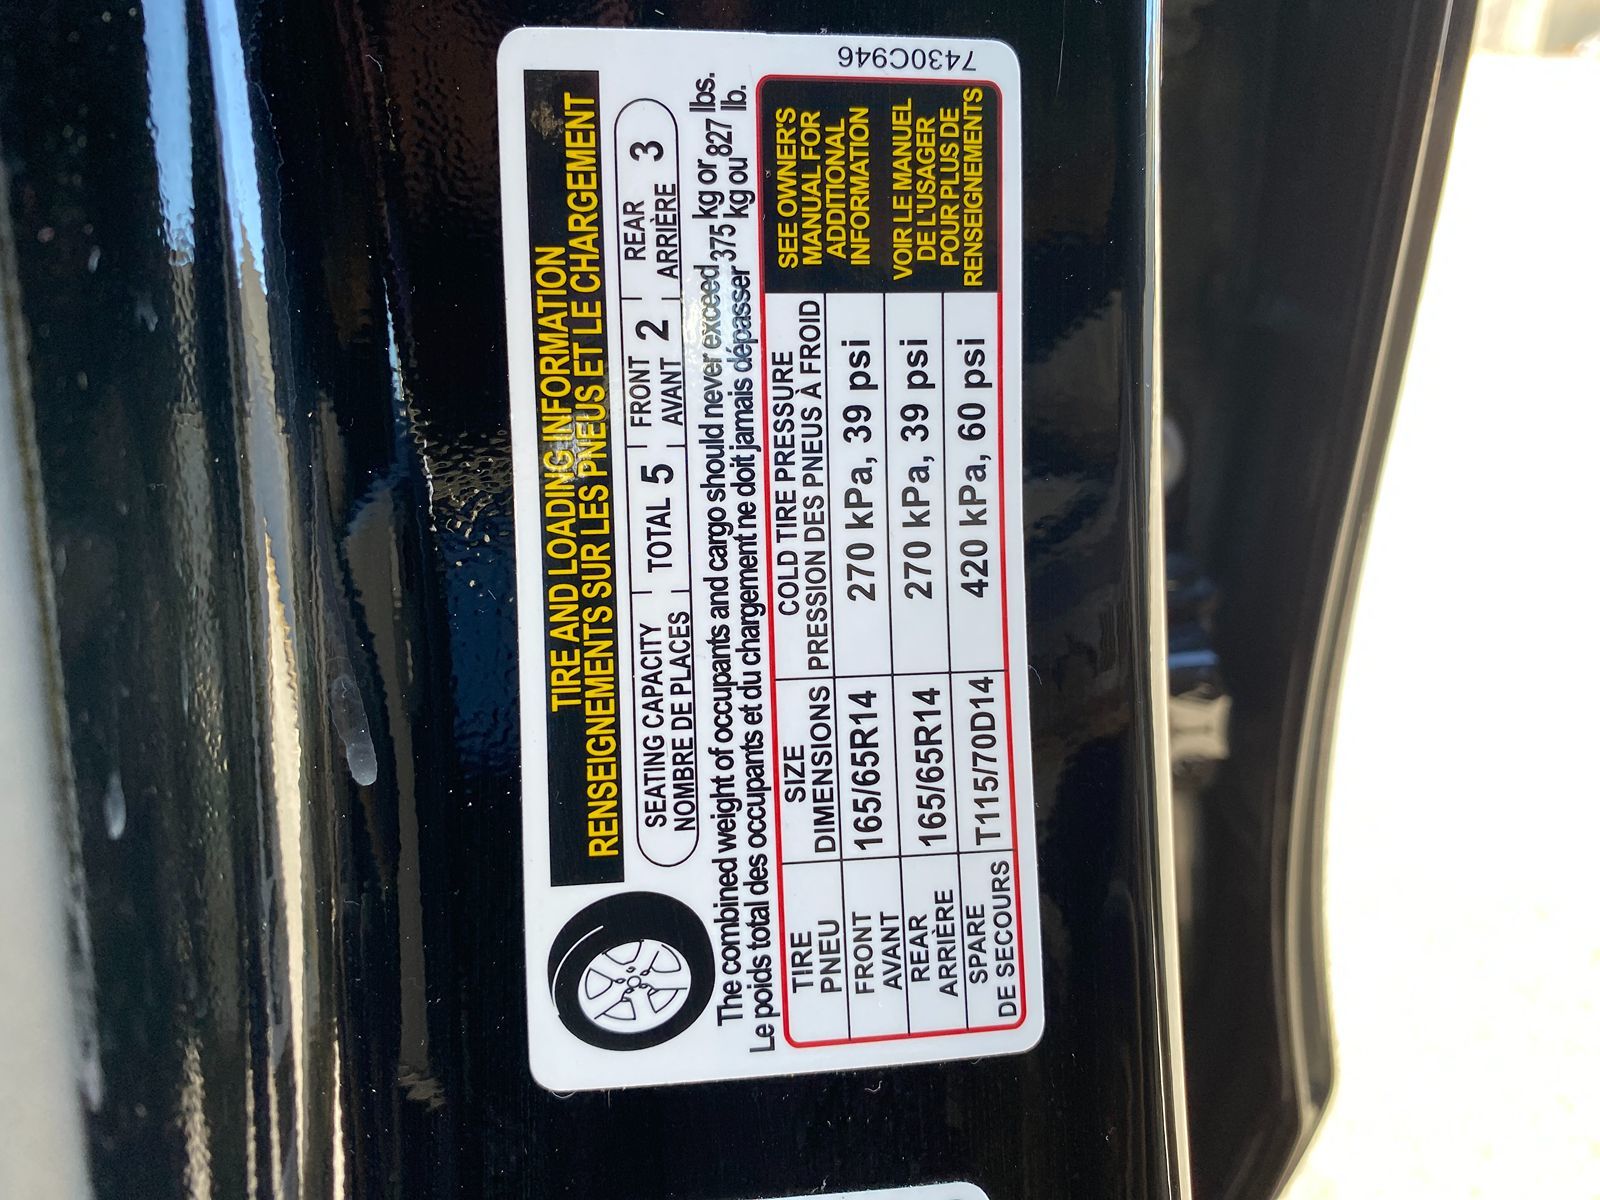 7430C946
TIRE AND LOADING INFORMATION
RENSEIGNEMENTS SUR LES PNEUS ET LE CHARGEMENT
SEATING CAPACITY TOTAL 5 FRONT 2 REAR 3
NOMBRE DE PLACES AVANT ARRIÈRE
The combined weight of occupants and cargo should never exceed 375 kg or 827 lbs.
Le poids total des occupants et du chargement ne doit jamais dépasser 375 kg ou 827 lb.
TIRE SIZE COLD TIRE PRESSURE
PNEU DIMENSIONS PRESSION DES PNEUS À FROID
FRONT 165/65R14 270 kPa, 39 psi
AVANT
REAR 165/65R14 270 kPa, 39 psi
ARRIÈRE
SPARE T115/70D14 420 kPa, 60 psi
DE SECOURS
SEE OWNER'S
MANUAL FOR
ADDITIONAL
INFORMATION
VOIR LE MANUEL
DE L'USAGER
POUR PLUS DE
RENSEIGNEMENTS